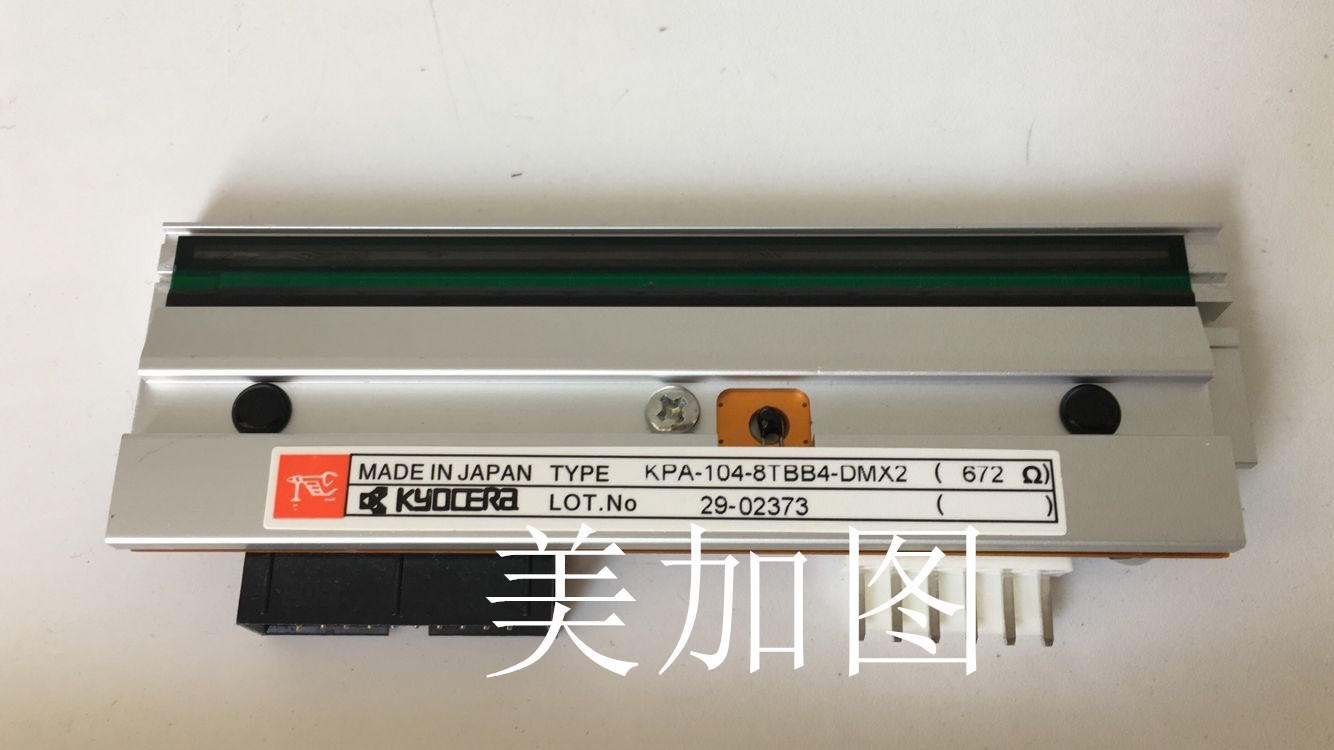 MADE IN JAPAN TYPE KPA-104-8TBB4-DMX2 ( 672 Ω)
KYOCERA LOT.No 29-02373 ( )
美加图